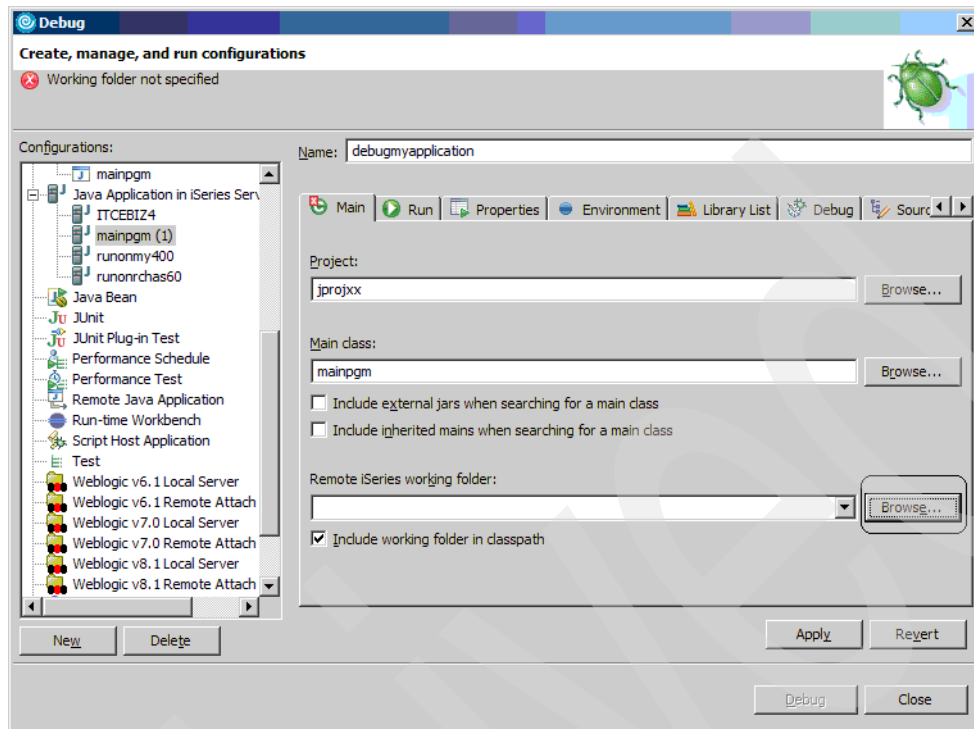 Debug
Create, manage, and run configurations
Working folder not specified
Configurations:
mainpgm
Java Application in iSeries Serv
ITCEBIZ4
mainpgm (1)
runonmy400
runonrchas60
Java Bean
JUnit
JUnit Plug-in Test
Performance Schedule
Performance Test
Remote Java Application
Run-time Workbench
Script Host Application
Test
Weblogic v6.1 Local Server
Weblogic v6.1 Remote Attach
Weblogic v7.0 Local Server
Weblogic v7.0 Remote Attach
Weblogic v8.1 Local Server
Weblogic v8.1 Remote Attach
New Delete
Name: debugmyapplication
Main Run Properties Environment Library List Debug Sourc
Project:
jprojxx Browse...
Main class:
mainpgm Browse...
Include external jars when searching for a main class
Include inherited mains when searching for a main class
Remote iSeries working folder:
Browse...
Include working folder in classpath
Apply Revert
Debug Close